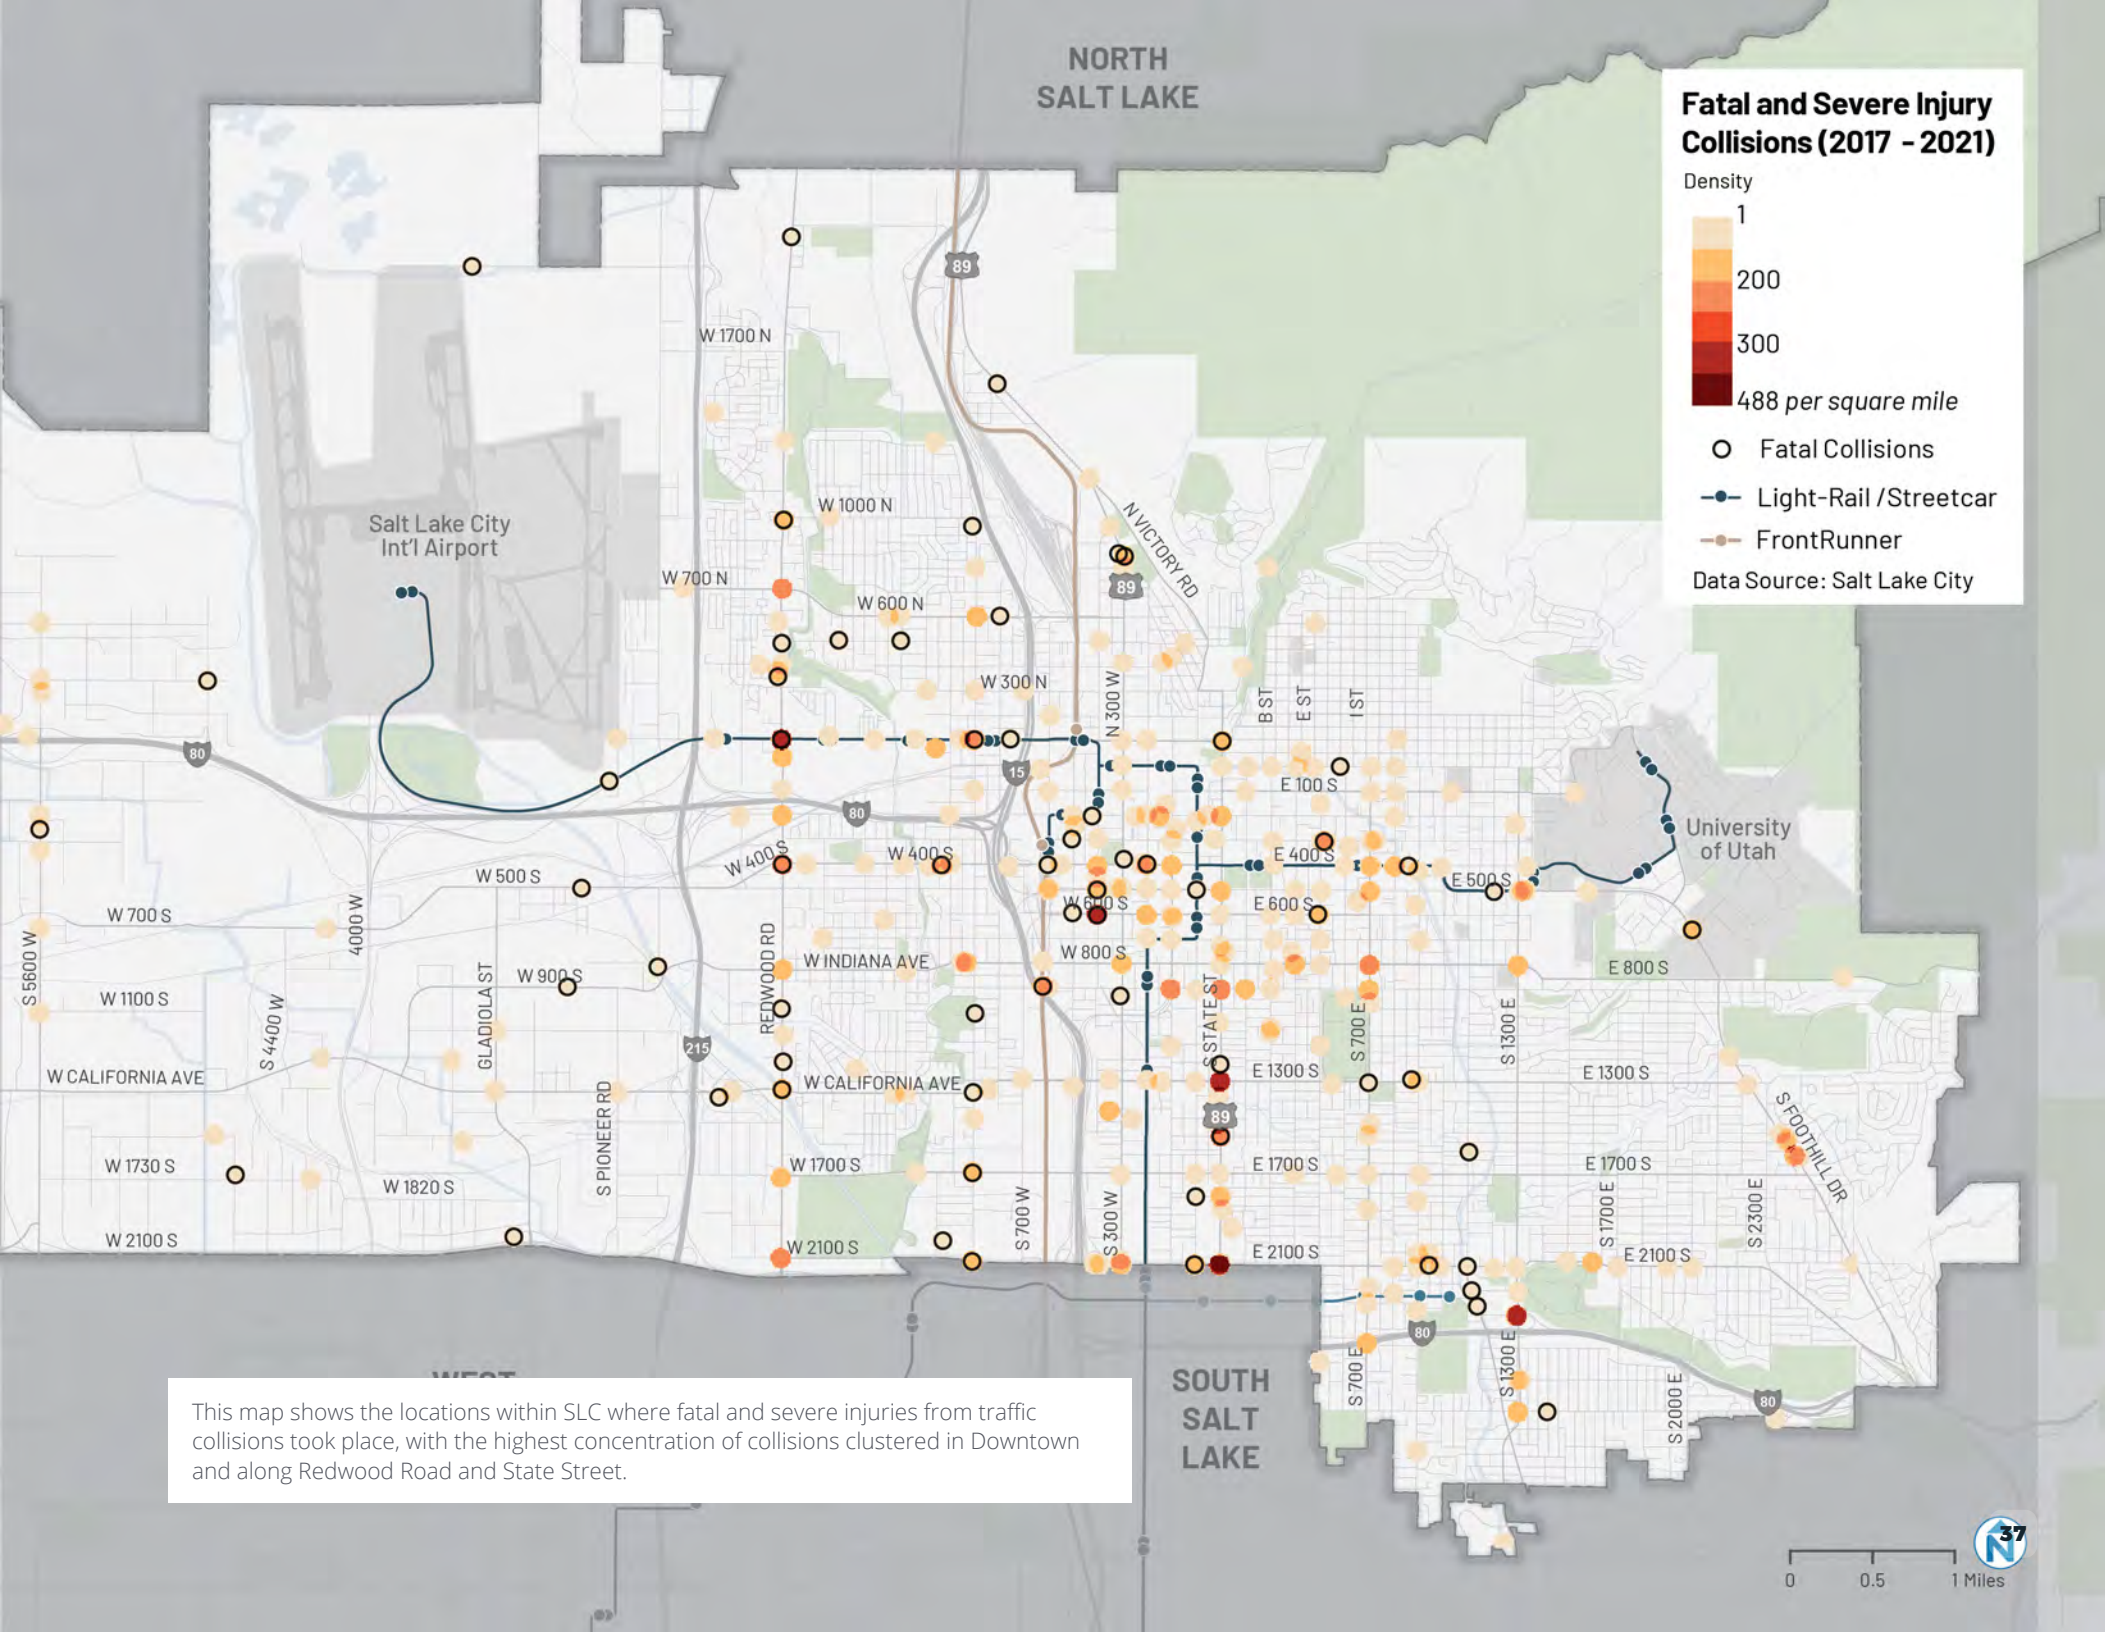 NORTH
SALT LAKE
Fatal and Severe Injury
Collisions (2017 - 2021)
Density
1
200
300
488 per square mile
Fatal Collisions
Light-Rail /Streetcar
FrontRunner
Data Source: Salt Lake City
89
W 1700 N
W 1000 N
N VICTORY RD
Salt Lake City
Int'l Airport
W 700 N
89
W 600 N
W 300 N
N 300 W
B ST
E ST
I ST
80
15
E 100 S
80
University
of Utah
W 400 S
W 400 S
E 400 S
W 500 S
E 500 S
W 600 S
E 600 S
W 700 S
4000 W
S 5600 W
REDWOOD RD
W 800 S
W INDIANA AVE
E 800 S
W 900 S
GLADIOLA ST
W 1100 S
S 4400 W
S STATE ST
S 700 E
S 1300 E
215
W CALIFORNIA AVE
W CALIFORNIA AVE
E 1300 S
E 1300 S
S PIONEER RD
89
S FOOTHILL DR
W 1730 S
W 1700 S
E 1700 S
E 1700 S
W 1820 S
S 700 W
S 300 W
S 1700 E
S 2300 E
W 2100 S
W 2100 S
E 2100 S
E 2100 S
80
S 700 E
S 1300 E
S 2000 E
80
WEST
SOUTH
SALT
LAKE
This map shows the locations within SLC where fatal and severe injuries from traffic
collisions took place, with the highest concentration of collisions clustered in Downtown
and along Redwood Road and State Street.
37
N
0 0.5 1 Miles